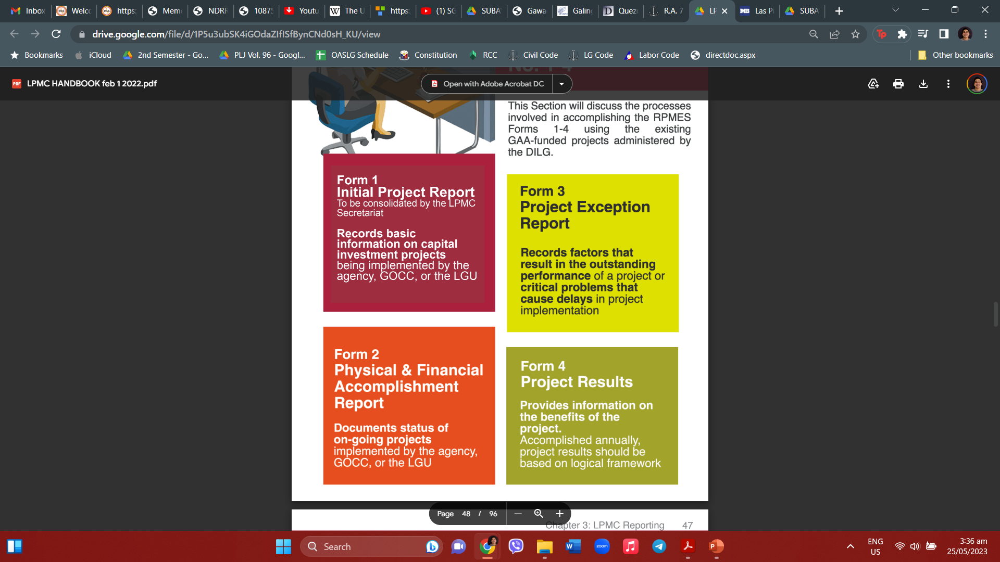 Inbox
Welcc
https:
Mem
NDRR
10875
Youtu
The U
https:
(1) SG
SUBA
Gawa
Galin
Quezo
R.A. 7
LP
Las Pi
SUBA
drive.google.com/file/d/1P5u3ubSK4iGOdaZIfISfBynCNd0sH_KU/view
Bookmarks
iCloud
2nd Semester - Go...
PLJ Vol. 96 - Googl...
OASLG Schedule
Constitution
RCC
Civil Code
LG Code
Labor Code
directdoc.aspx
Other bookmarks
PDF
LPMC HANDBOOK feb 1 2022.pdf
Open with Adobe Acrobat DC
No. 1-4
This Section will discuss the processes
involved in accomplishing the RPMES
Forms 1-4 using the existing
GAA-funded projects administered by
the DILG.
Form 1
Initial Project Report
To be consolidated by the LPMC
Secretariat
Records basic
information on capital
investment projects
being implemented by the
agency, GOCC, or the LGU
Form 3
Project Exception
Report
Records factors that
result in the outstanding
performance of a project or
critical problems that
cause delays in project
implementation
Form 2
Physical & Financial
Accomplishment
Report
Documents status of
on-going projects
implemented by the agency,
GOCC, or the LGU
Form 4
Project Results
Provides information on
the benefits of the
project.
Accomplished annually,
project results should be
based on logical framework
Page 48 / 96
Chapter 3: LPMC Reporting 47
Search
zoom
ENG
US
3:36 am
25/05/2023